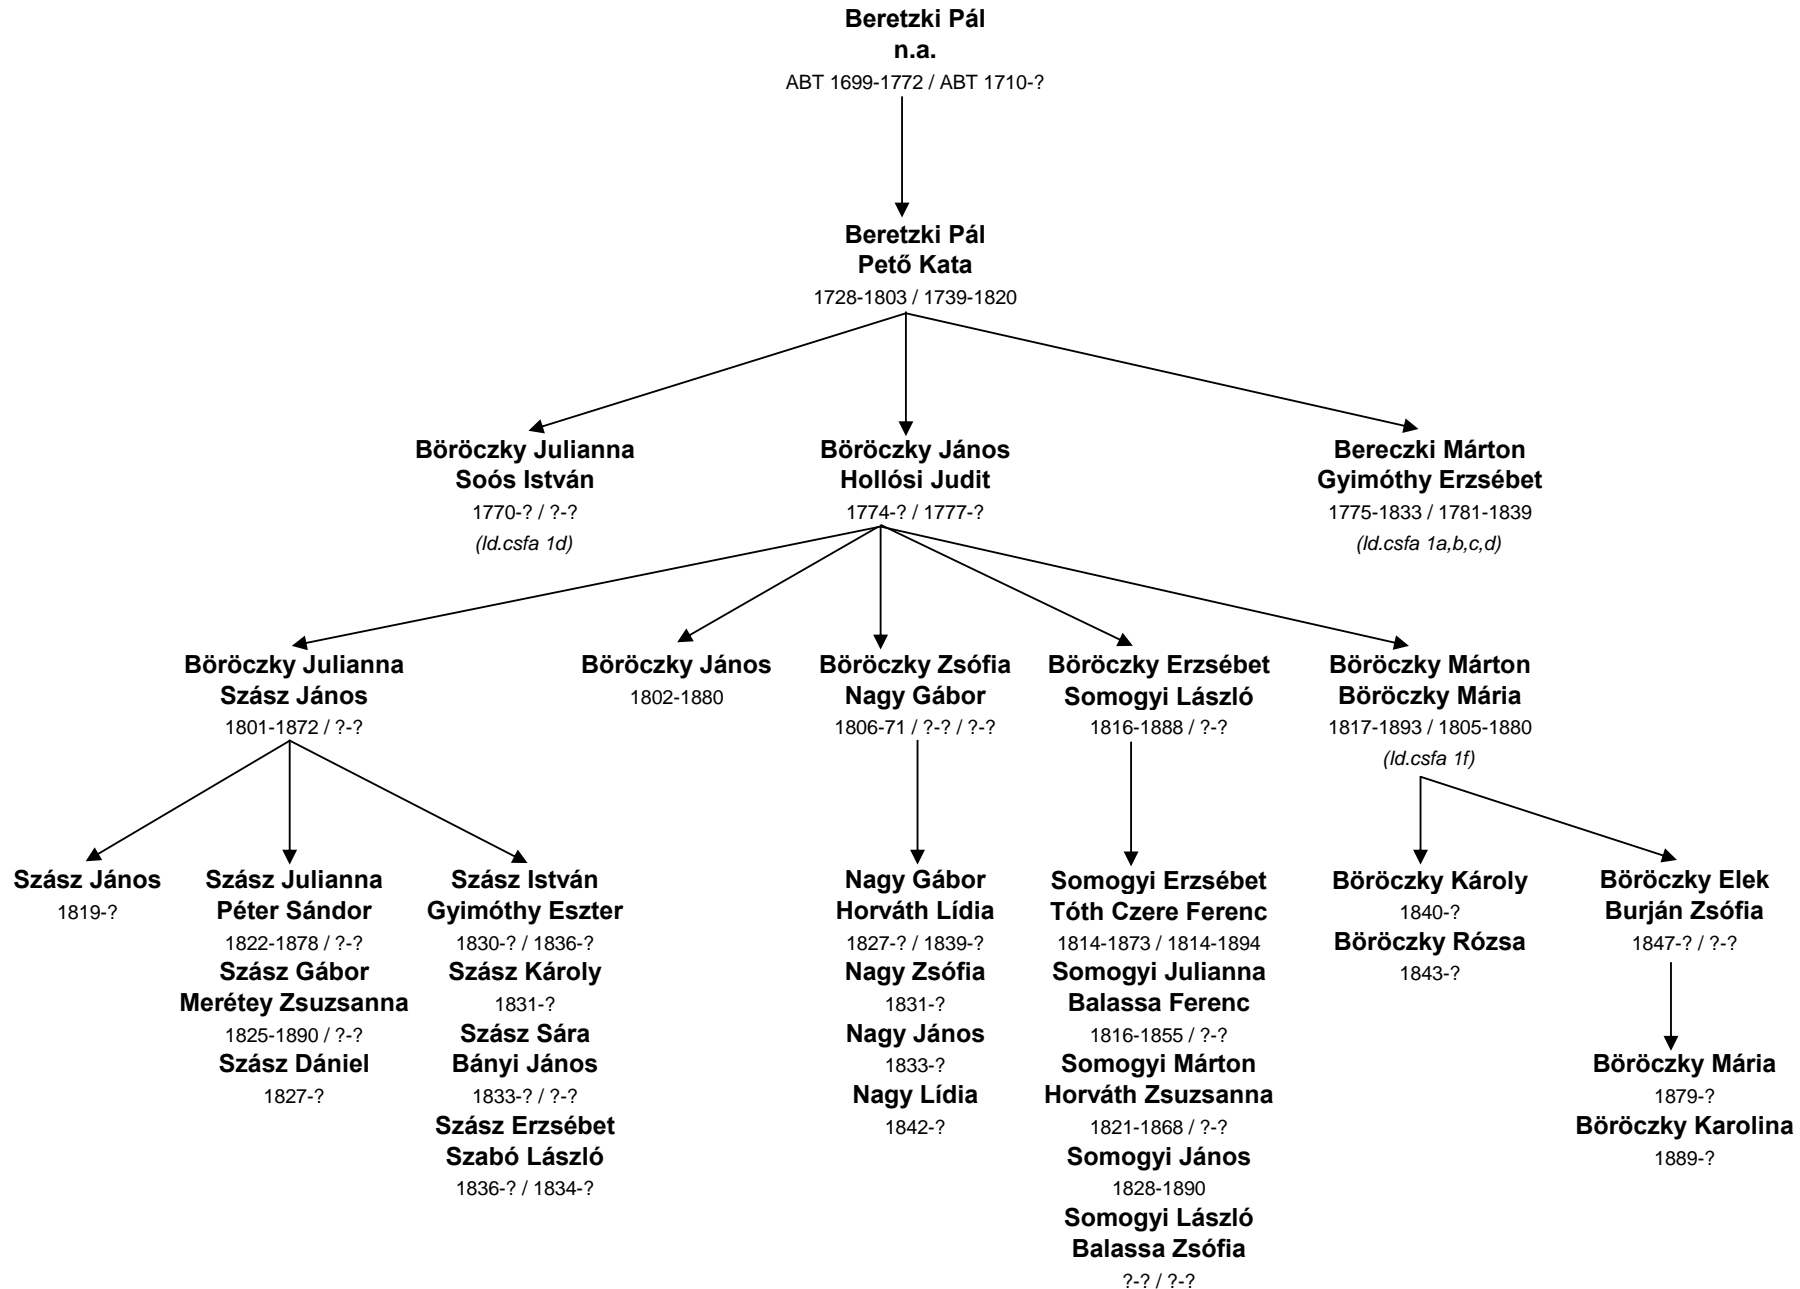 Beretzki Pál
n.a.
ABT 1699-1772 / ABT 1710-?
Beretzki Pál
Pető Kata
1728-1803 / 1739-1820
Böröczky Julianna
Soós István
1770-? / ?-?
(ld.csfa 1d)
Böröczky János
Hollósi Judit
1774-? / 1777-?
Bereczki Márton
Gyimóthy Erzsébet
1775-1833 / 1781-1839
(ld.csfa 1a,b,c,d)
Böröczky Julianna
Szász János
1801-1872 / ?-?
Böröczky János
1802-1880
Böröczky Zsófia
Nagy Gábor
1806-71 / ?-? / ?-?
Böröczky Erzsébet
Somogyi László
1816-1888 / ?-?
Böröczky Márton
Böröczky Mária
1817-1893 / 1805-1880
(ld.csfa 1f)
Szász János
1819-?
Szász Julianna
Péter Sándor
1822-1878 / ?-?
Szász Gábor
Merétey Zsuzsanna
1825-1890 / ?-?
Szász Dániel
1827-?
Szász István
Gyimóthy Eszter
1830-? / 1836-?
Szász Károly
1831-?
Szász Sára
Bányi János
1833-? / ?-?
Szász Erzsébet
Szabó László
1836-? / 1834-?
Nagy Gábor
Horváth Lídia
1827-? / 1839-?
Nagy Zsófia
1831-?
Nagy János
1833-?
Nagy Lídia
1842-?
Somogyi Erzsébet
Tóth Czere Ferenc
1814-1873 / 1814-1894
Somogyi Julianna
Balassa Ferenc
1816-1855 / ?-?
Somogyi Márton
Horváth Zsuzsanna
1821-1868 / ?-?
Somogyi János
1828-1890
Somogyi László
Balassa Zsófia
?-? / ?-?
Böröczky Károly
1840-?
Böröczky Rózsa
1843-?
Böröczky Elek
Burján Zsófia
1847-? / ?-?
Böröczky Mária
1879-?
Böröczky Karolina
1889-?